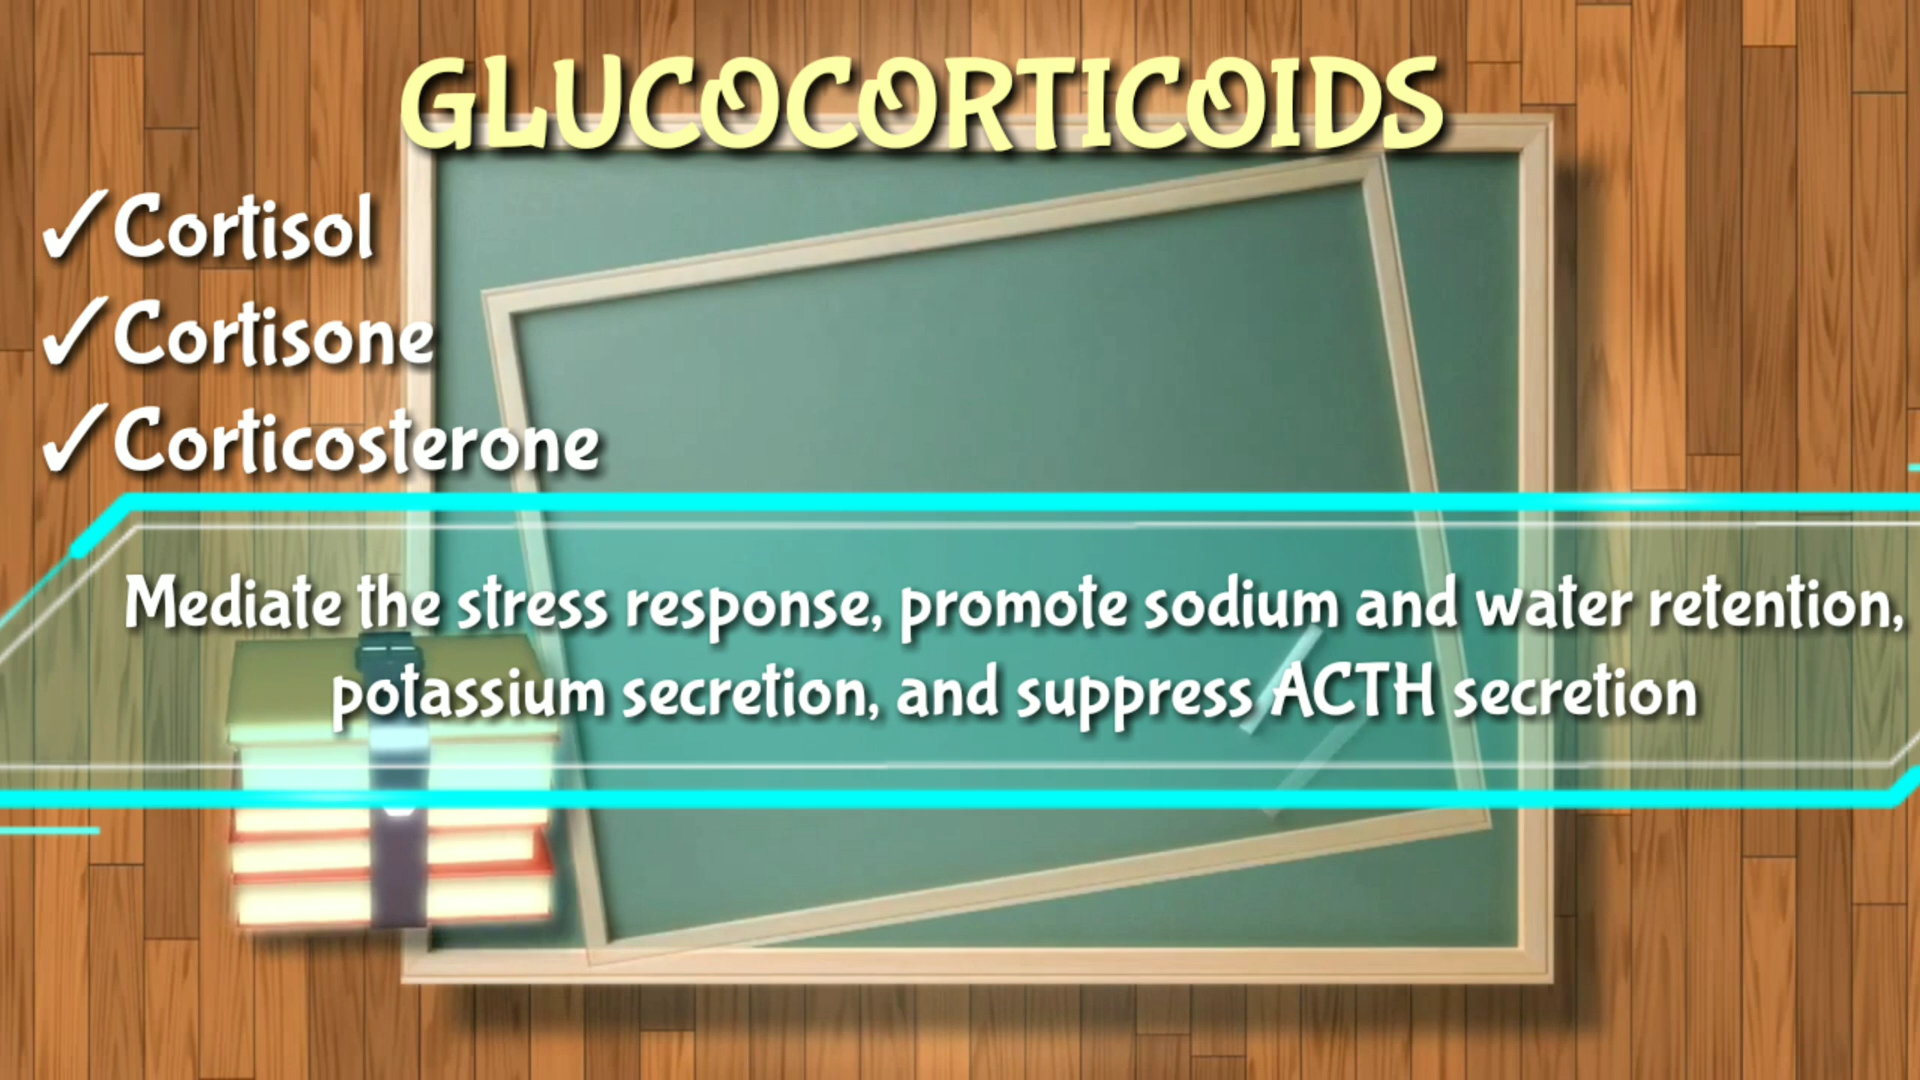 GLUCOCORTICOIDS
✓Cortisol
✓Cortisone
✓Corticosterone
Mediate the stress response, promote sodium and water retention,
potassium secretion, and suppress ACTH secretion